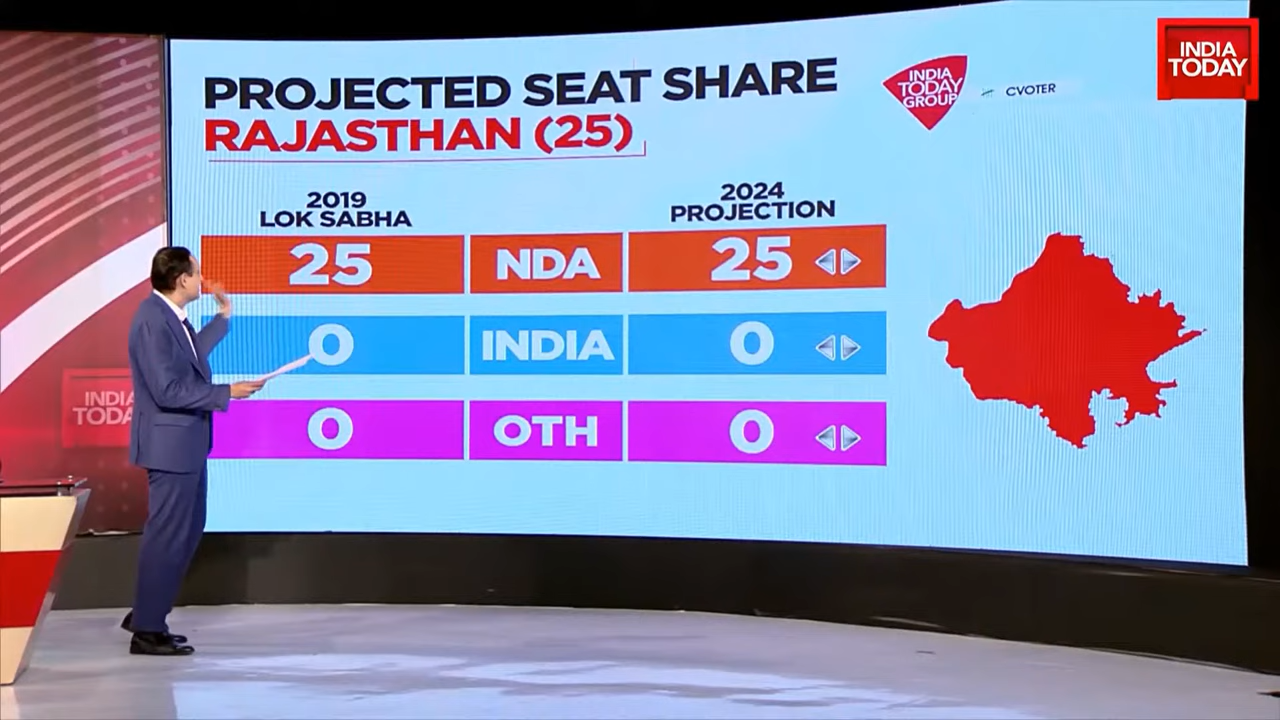 PROJECTED SEAT SHARE
RAJASTHAN (25)
INDIA
TODAY
GROUP
CVOTER
INDIA
TODAY
2019
LOK SABHA
2024
PROJECTION
25 NDA 25
0 INDIA 0
0 OTH 0
INDIA
TODA